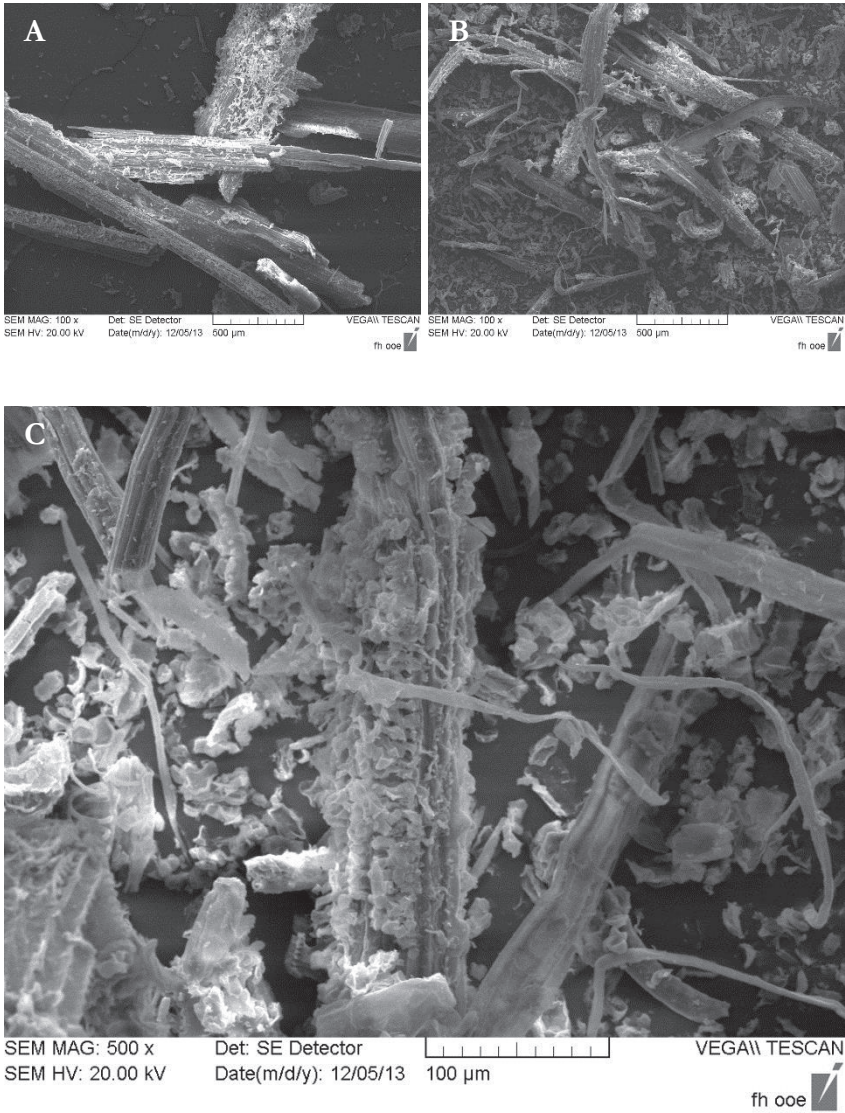 A
SEM MAG: 100 x Det: SE Detector VEGA\\ TESCAN
SEM HV: 20.00 kV Date(m/d/y): 12/05/13 500 µm
fh ooe
B
SEM MAG: 100 x Det: SE Detector VEGA\\ TESCAN
SEM HV: 20.00 kV Date(m/d/y): 12/05/13 500 µm
fh ooe
C
SEM MAG: 500 x Det: SE Detector VEGA\\ TESCAN
SEM HV: 20.00 kV Date(m/d/y): 12/05/13 100 µm
fh ooe